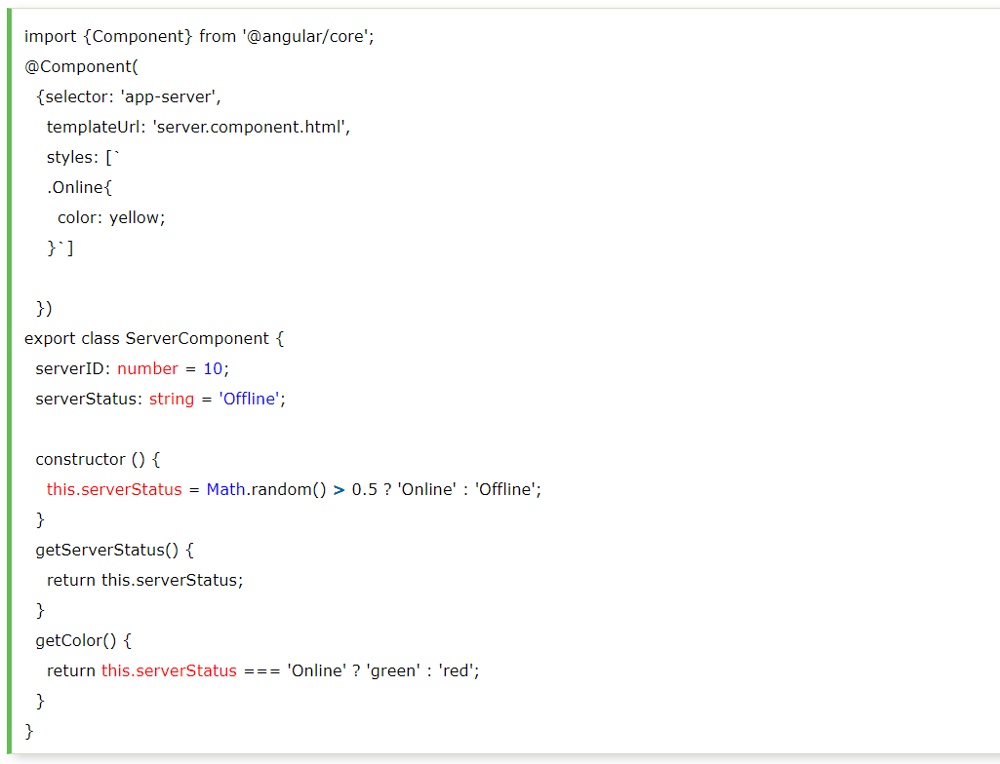 import {Component} from '@angular/core';
@Component(
{selector: 'app-server',
templateUrl: 'server.component.html',
styles: [`
.Online{
color: yellow;
}`]
})
export class ServerComponent {
serverID: number = 10;
serverStatus: string = 'Offline';
constructor () {
this.serverStatus = Math.random() > 0.5 ? 'Online' : 'Offline';
}
getServerStatus() {
return this.serverStatus;
}
getColor() {
return this.serverStatus === 'Online' ? 'green' : 'red';
}
}